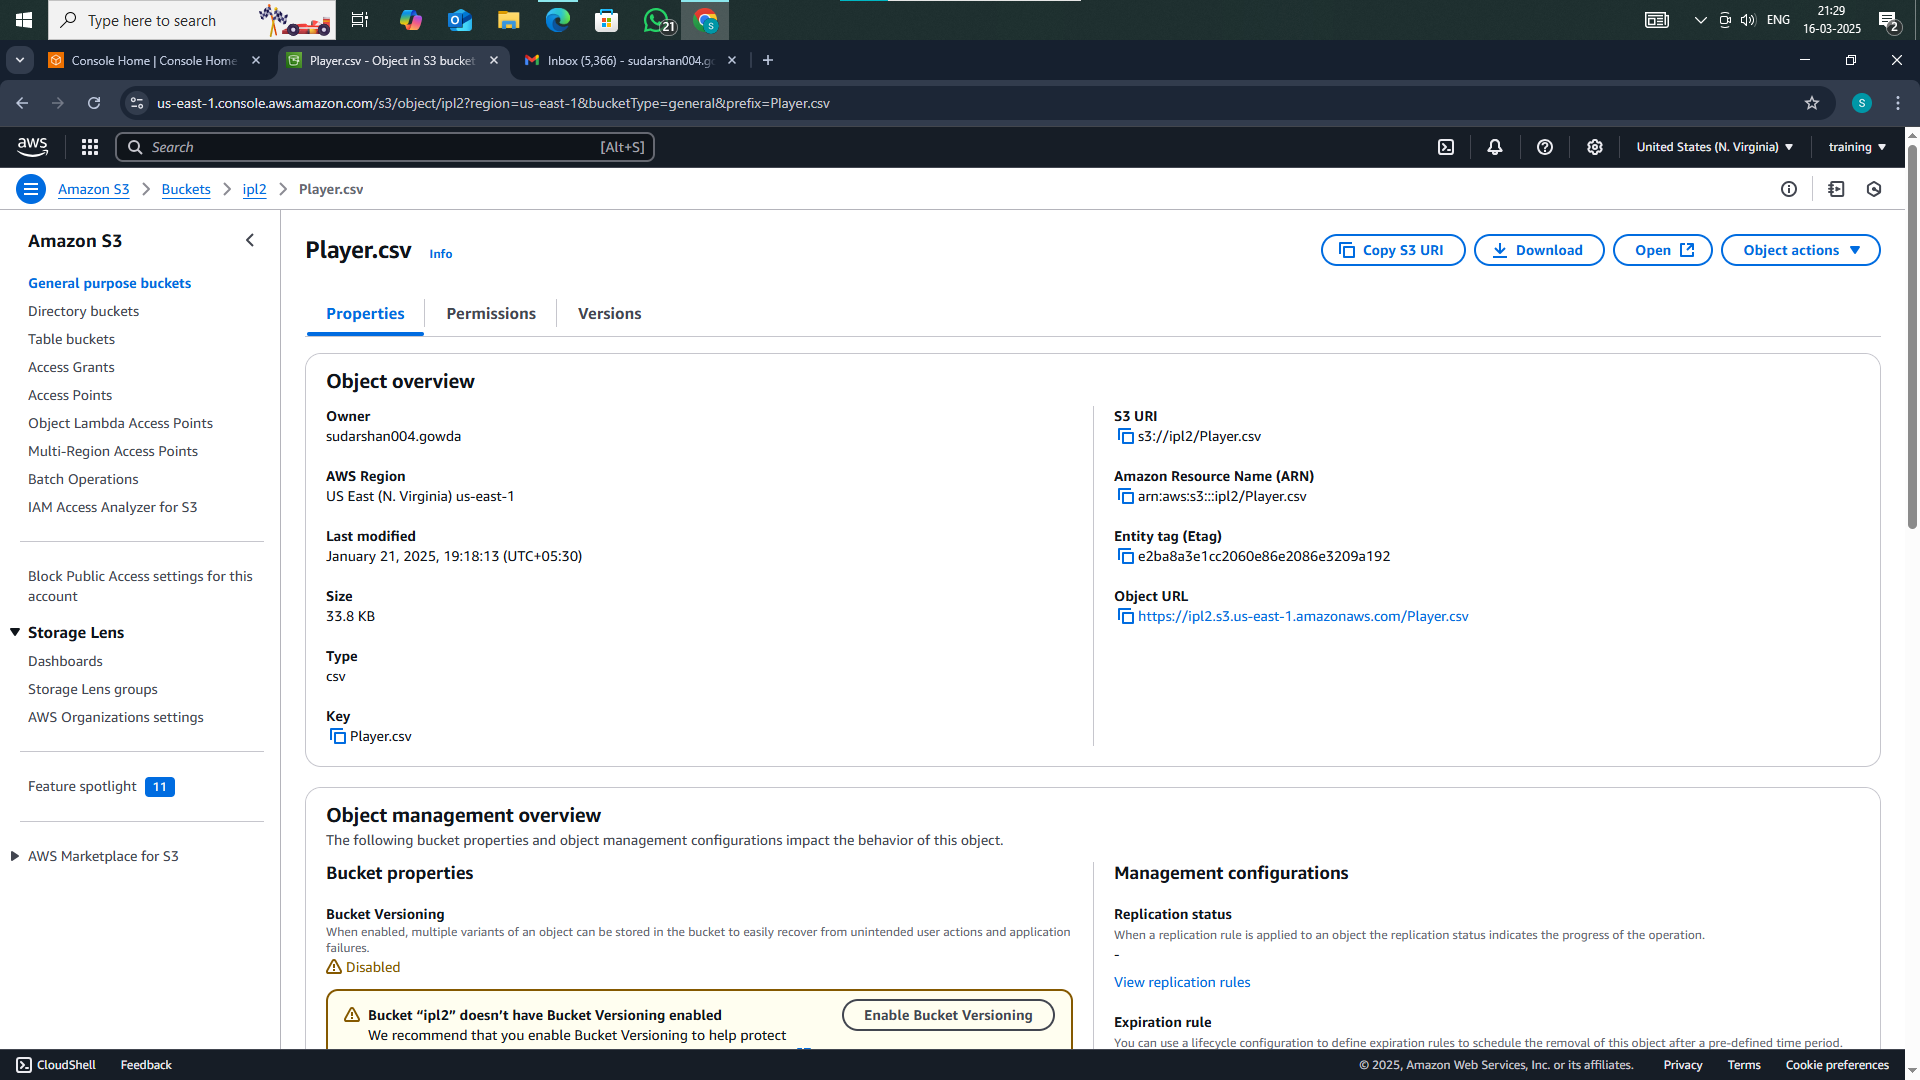 Type here to search
21
ENG
21:29
16-03-2025
2
Console Home | Console Home
Player.csv - Object in S3 bucket
Inbox (5,366) - sudarshan004.go
us-east-1.console.aws.amazon.com/s3/object/ipl2?region=us-east-1&bucketType=general&prefix=Player.csv
S
aws
Search
[Alt+S]
United States (N. Virginia)
training
Amazon S3
Buckets
ipl2
Player.csv
Amazon S3
General purpose buckets
Directory buckets
Table buckets
Access Grants
Access Points
Object Lambda Access Points
Multi-Region Access Points
Batch Operations
IAM Access Analyzer for S3
Block Public Access settings for this
account
Storage Lens
Dashboards
Storage Lens groups
AWS Organizations settings
Feature spotlight 11
AWS Marketplace for S3
Player.csv Info
Copy S3 URI
Download
Open
Object actions
Properties
Permissions
Versions
Object overview
Owner
sudarshan004.gowda
AWS Region
US East (N. Virginia) us-east-1
Last modified
January 21, 2025, 19:18:13 (UTC+05:30)
Size
33.8 KB
Type
csv
Key
Player.csv
S3 URI
s3://ipl2/Player.csv
Amazon Resource Name (ARN)
arn:aws:s3:::ipl2/Player.csv
Entity tag (Etag)
e2ba8a3e1cc2060e86e2086e3209a192
Object URL
https://ipl2.s3.us-east-1.amazonaws.com/Player.csv
Object management overview
The following bucket properties and object management configurations impact the behavior of this object.
Bucket properties
Bucket Versioning
When enabled, multiple variants of an object can be stored in the bucket to easily recover from unintended user actions and application
failures.
Disabled
Bucket “ipl2” doesn’t have Bucket Versioning enabled
We recommend that you enable Bucket Versioning to help protect
Enable Bucket Versioning
Management configurations
Replication status
When a replication rule is applied to an object the replication status indicates the progress of the operation.
-
View replication rules
Expiration rule
You can use a lifecycle configuration to define expiration rules to schedule the removal of this object after a pre-defined time period.
CloudShell
Feedback
© 2025, Amazon Web Services, Inc. or its affiliates.
Privacy
Terms
Cookie preferences